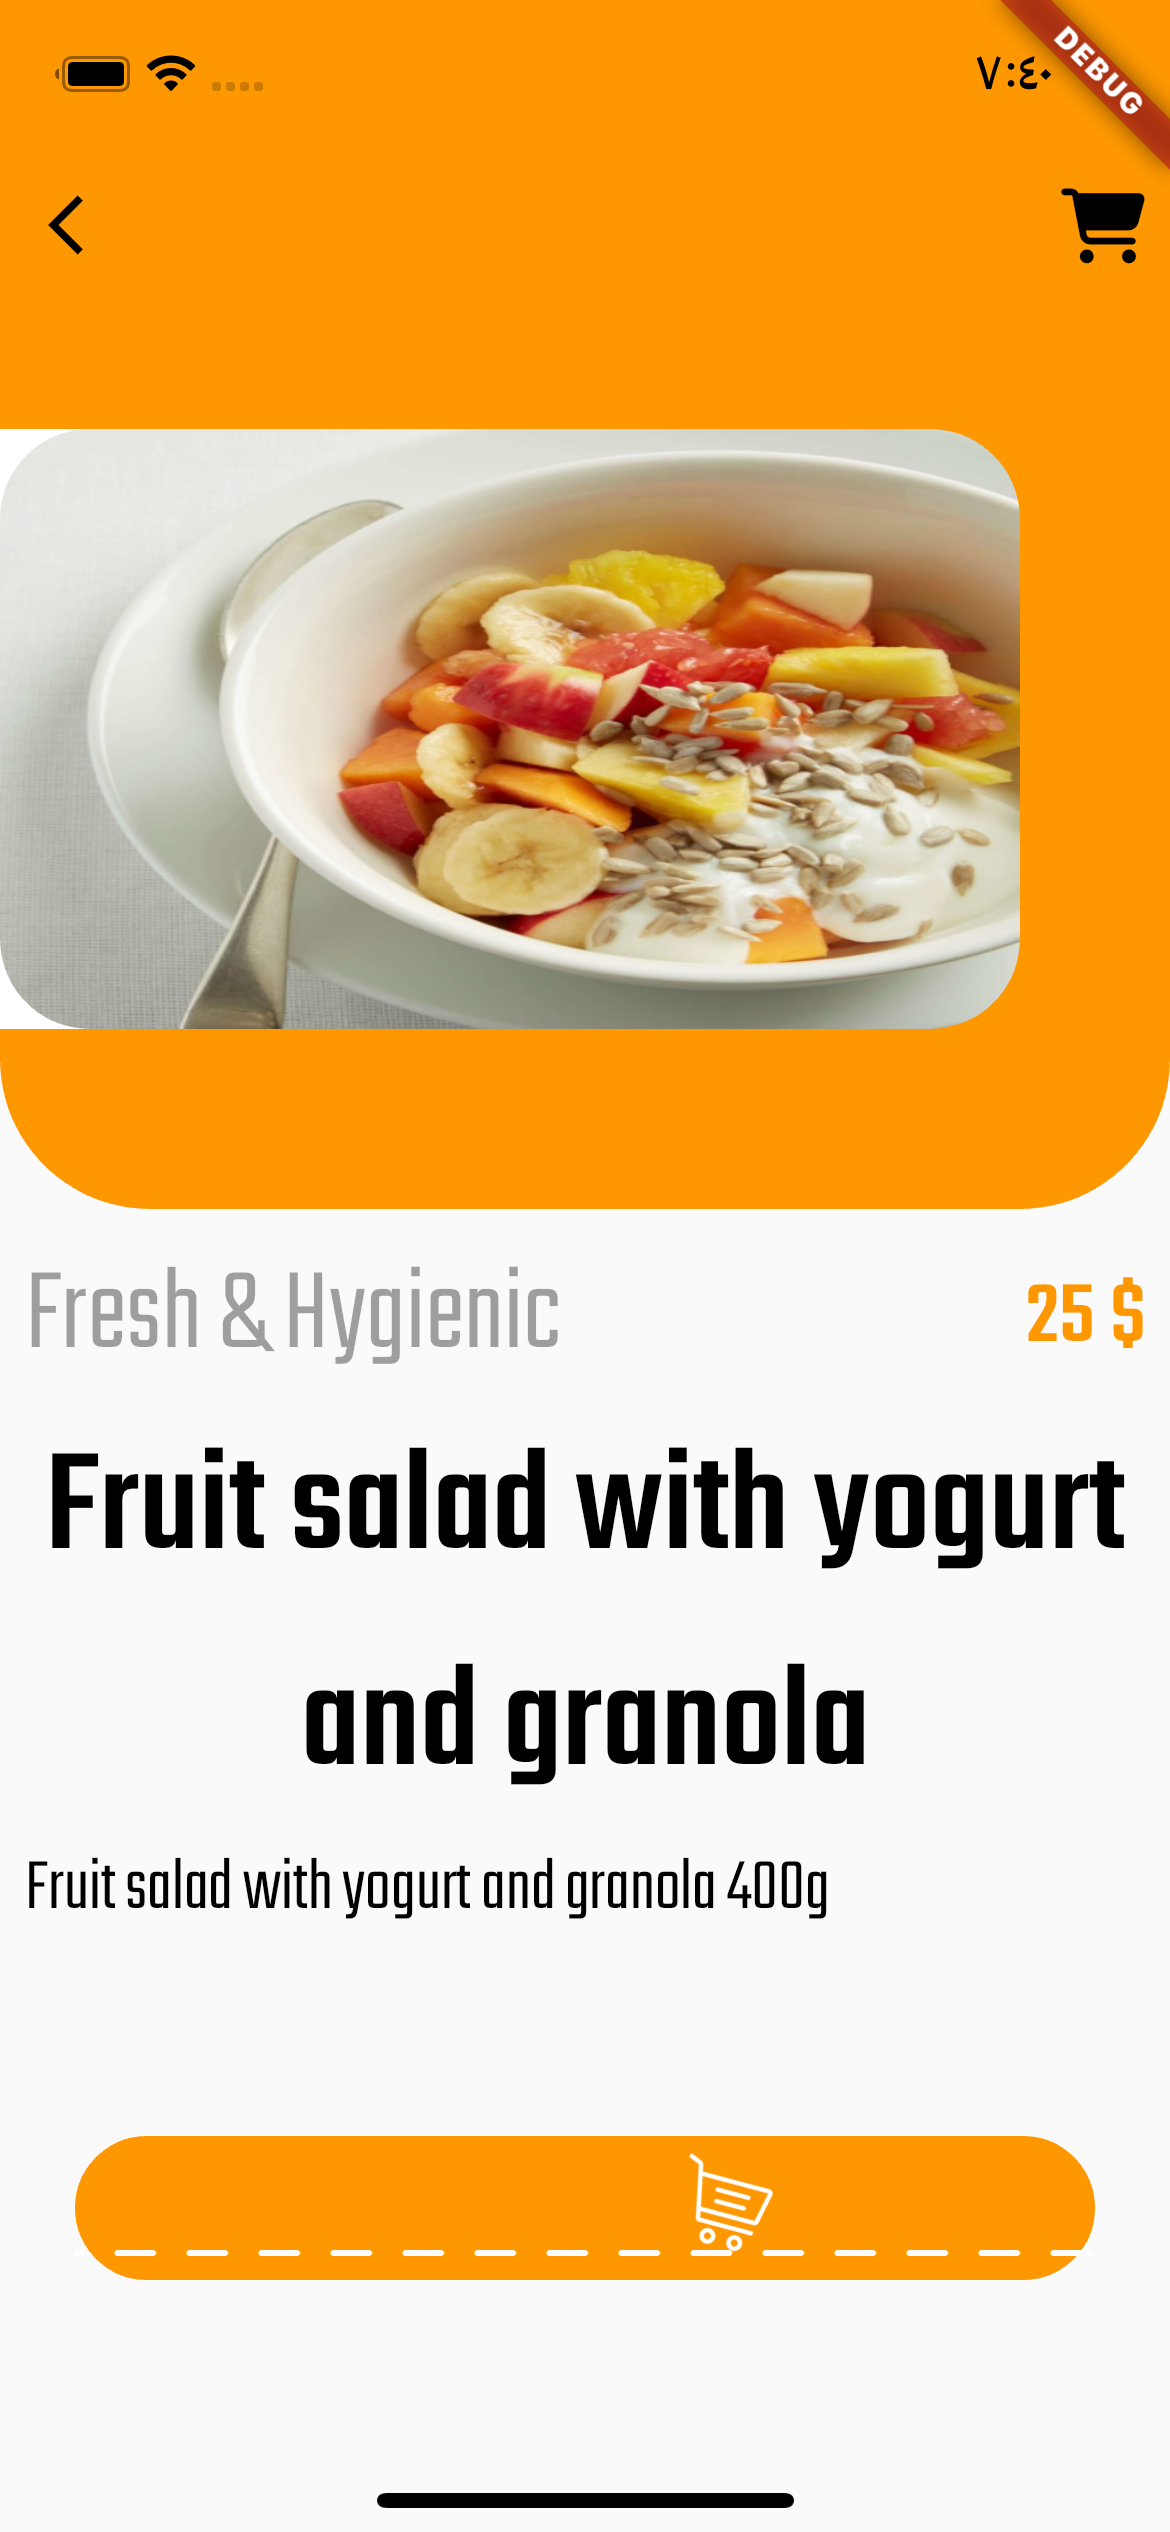 ٧:٤٠
DEBUG
Fresh & Hygienic
25 $
Fruit salad with yogurt
and granola
Fruit salad with yogurt and granola 400g